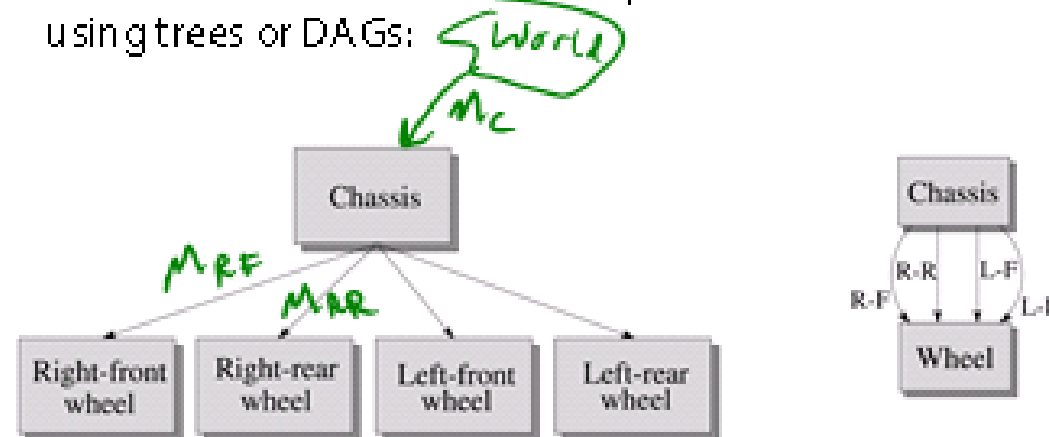 using trees or DAGs:
World
Mc
Chassis
MRF
MRR
Right-front
wheel
Right-rear
wheel
Left-front
wheel
Left-rear
wheel
Chassis
R-R
L-F
R-F
Wheel